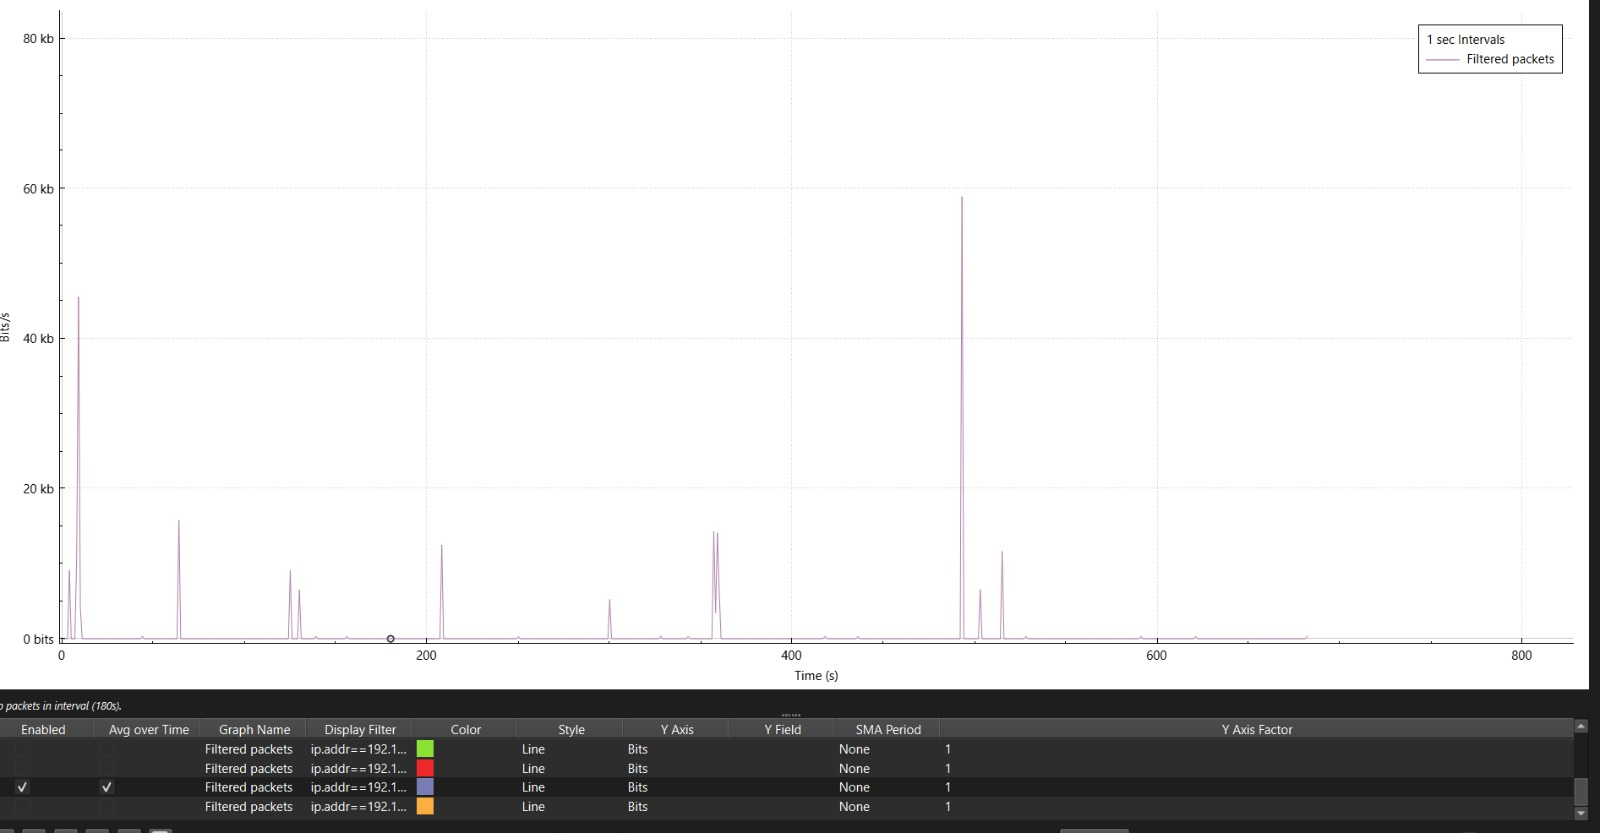 80 kb
60 kb
40 kb
20 kb
0 bits
Bits/s
1 sec Intervals
Filtered packets
0 200 400 600 800
Time (s)
packets in interval (180s).
Enabled Avg over Time Graph Name Display Filter Color Style Y Axis Y Field SMA Period Y Axis Factor
Filtered packets ip.addr==192.1... Line Bits None 1
Filtered packets ip.addr==192.1... Line Bits None 1
Filtered packets ip.addr==192.1... Line Bits None 1
Filtered packets ip.addr==192.1... Line Bits None 1